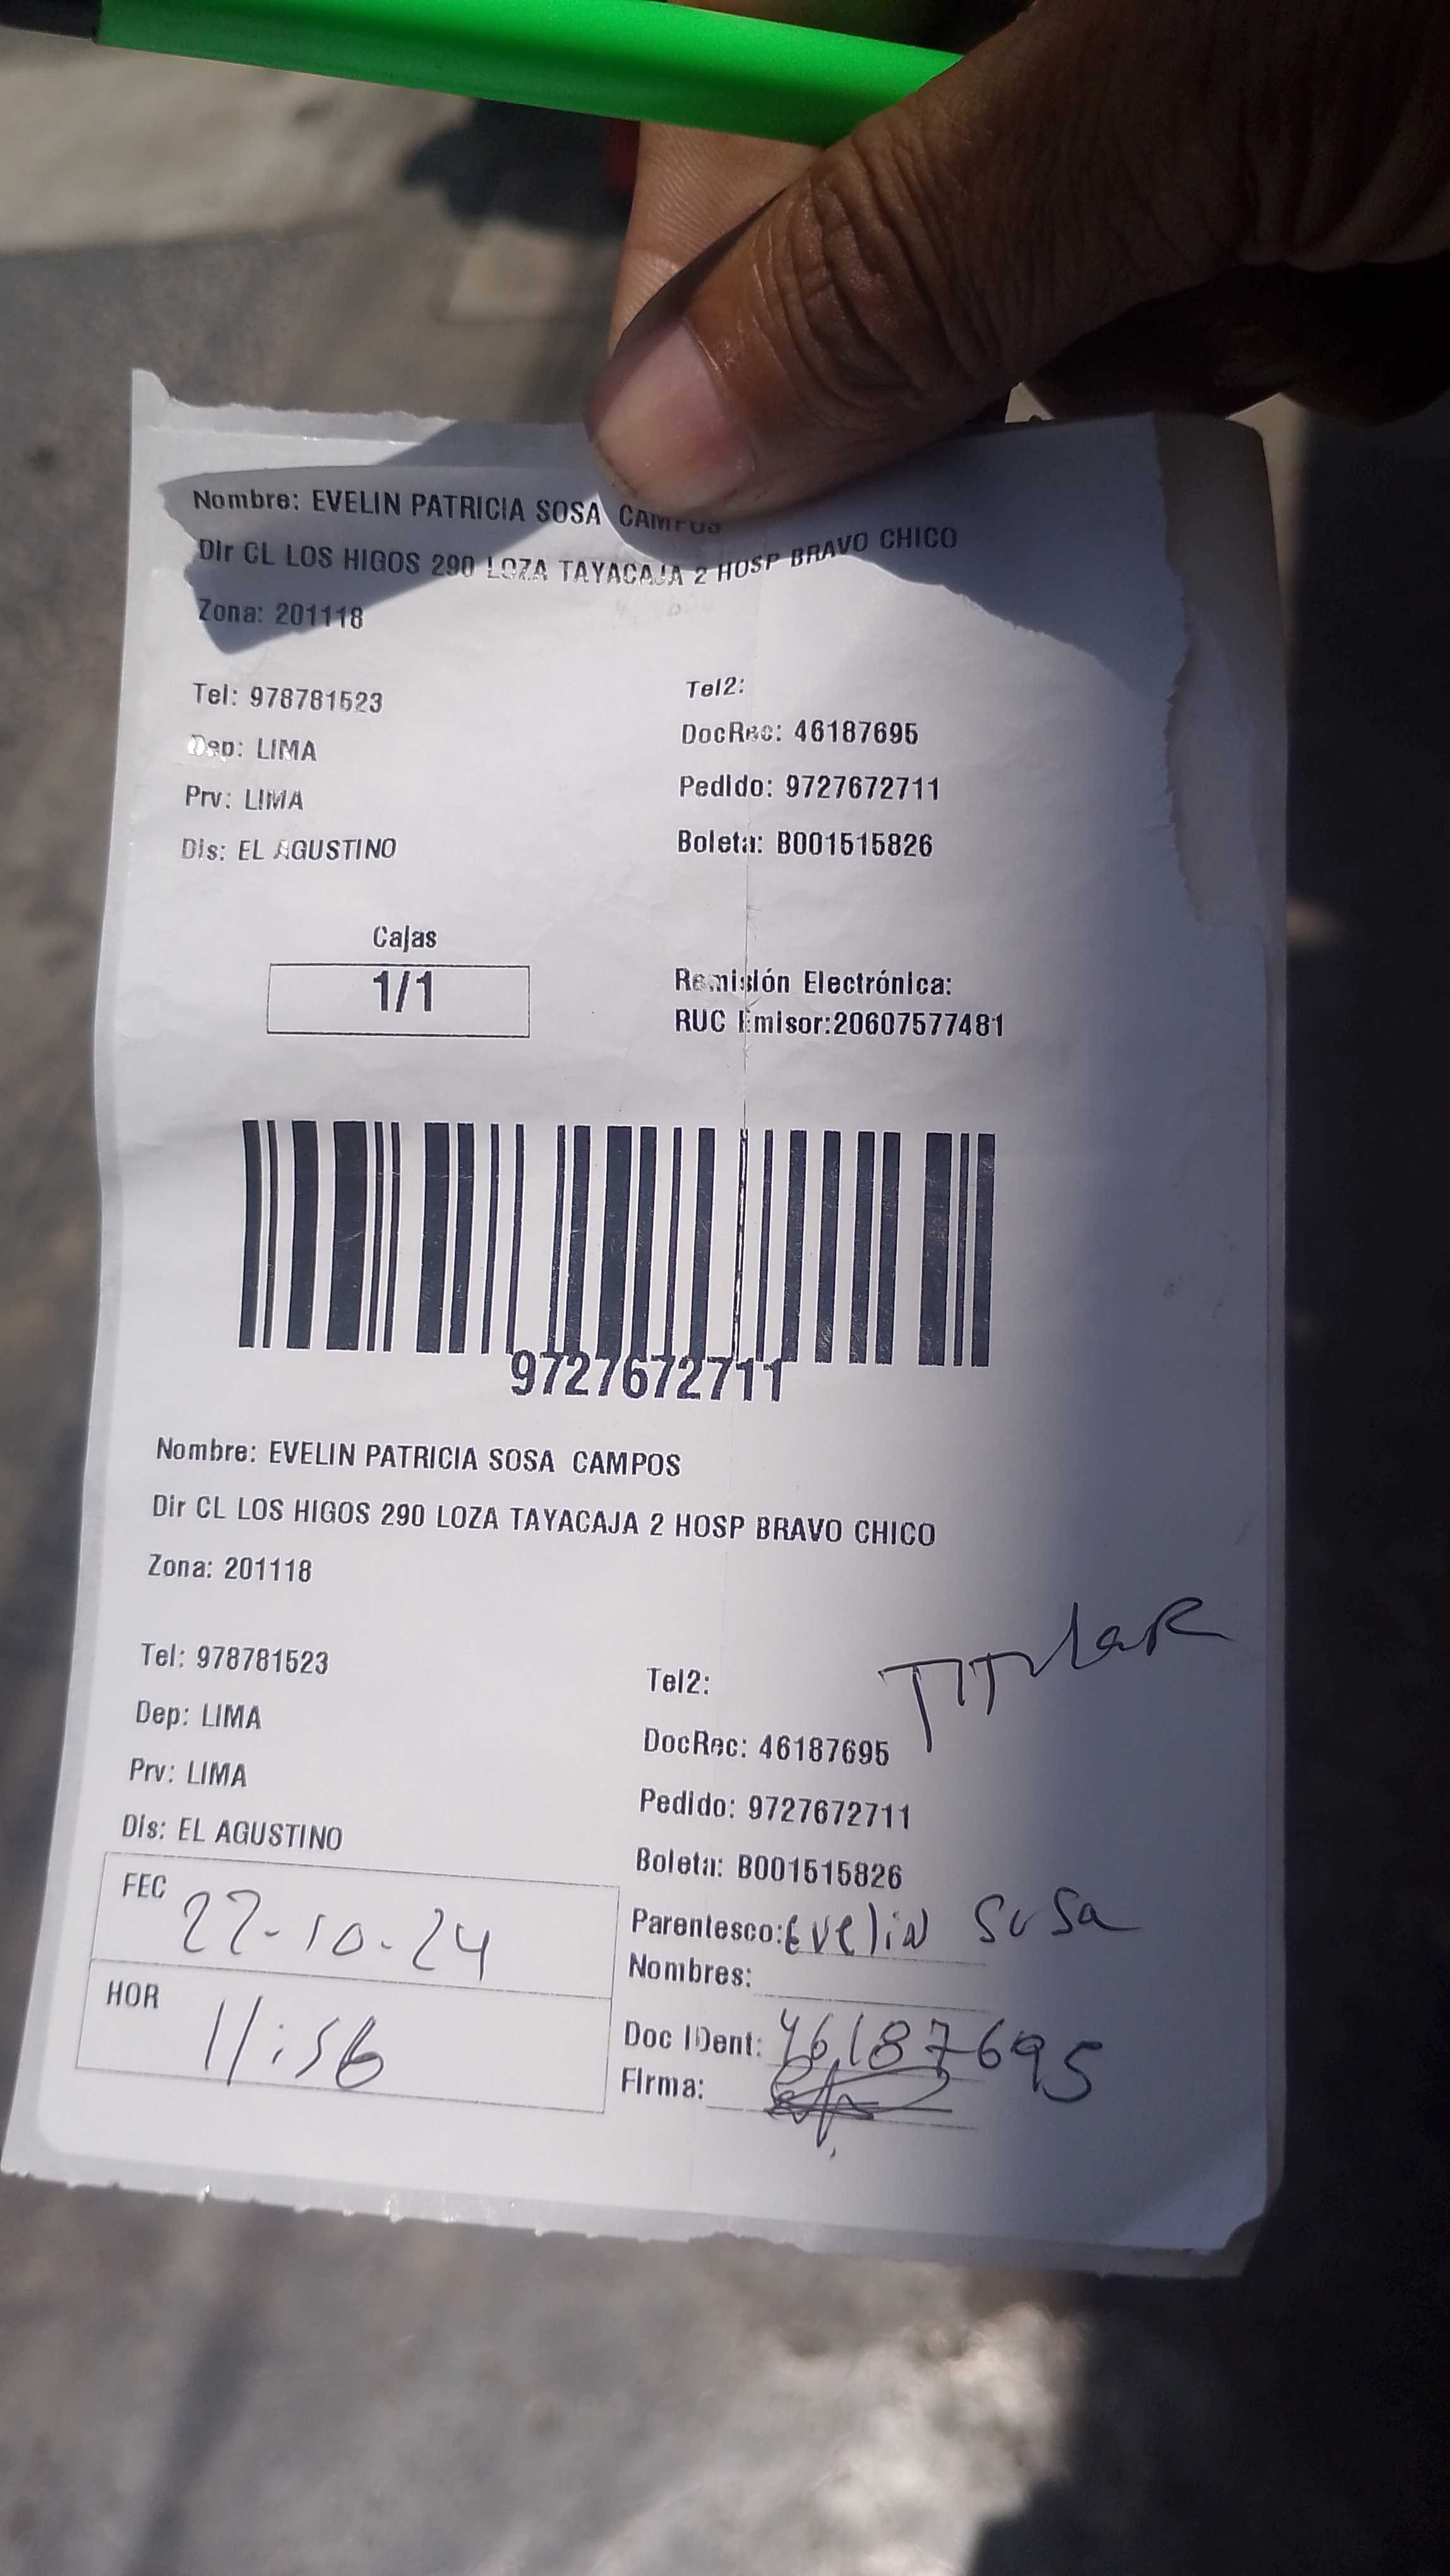 Nombre: EVELIN PATRICIA SOSA CAMPOS
Dir CL LOS HIGOS 290 LOZA TAYACAJA 2 HOSP BRAVO CHICO
Zona: 201118
Tel: 978781523 Tel2:
Dep: LIMA DocRec: 46187695
Prv: LIMA Pedido: 9727672711
Dis: EL AGUSTINO Boleta: B001515826
Cajas
1/1
Remisión Electrónica:
RUC Emisor:20607577481
9727672711
Nombre: EVELIN PATRICIA SOSA CAMPOS
Dir CL LOS HIGOS 290 LOZA TAYACAJA 2 HOSP BRAVO CHICO
Zona: 201118
TITular
Tel: 978781523 Tel2:
Dep: LIMA DocRec: 46187695
Prv: LIMA Pedido: 9727672711
Dis: EL AGUSTINO Boleta: B001515826
FEC 22-10-24
HOR 11:56
Parentesco: Evelin Sosa
Nombres:
Doc IDent: 46187695
Firma: